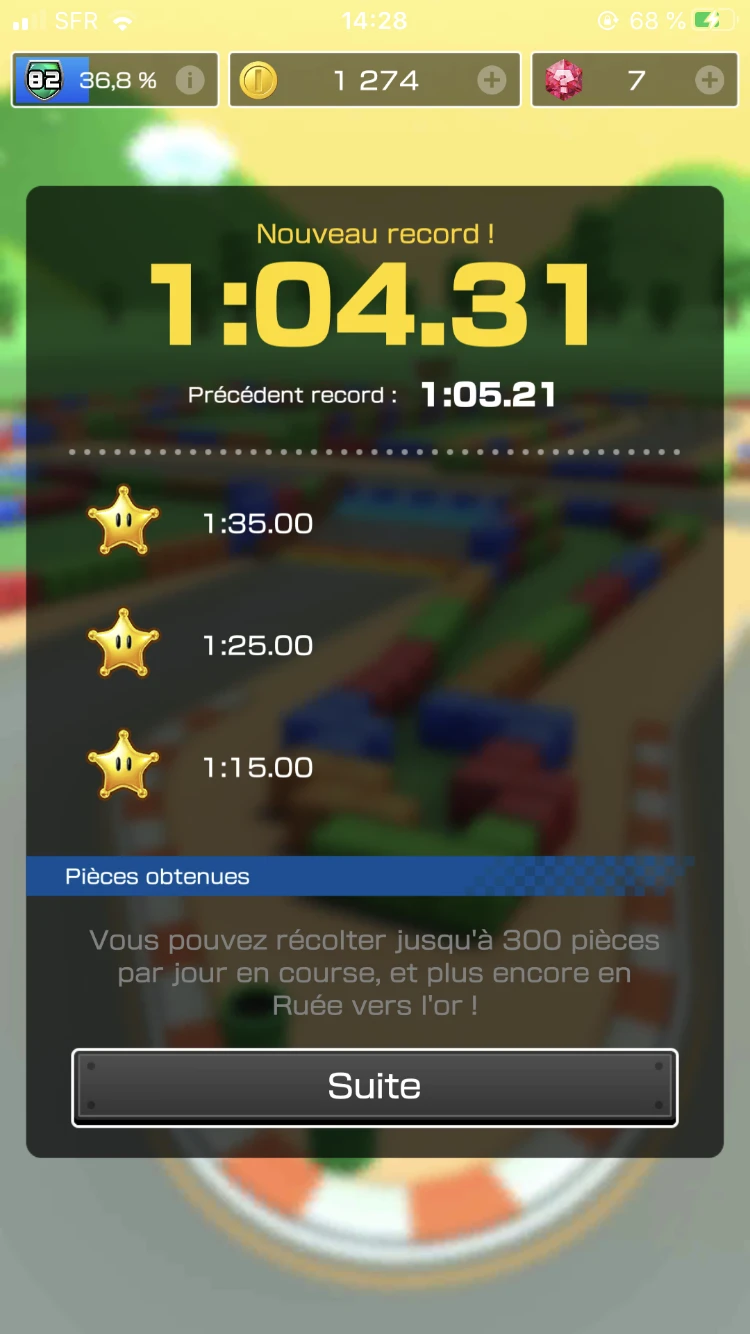 SFR 14:28 68 %
82 36,8 % i 1 274 7
Nouveau record !
1:04.31
Précédent record : 1:05.21
1:35.00
1:25.00
1:15.00
Pièces obtenues
Vous pouvez récolter jusqu'à 300 pièces
par jour en course, et plus encore en
Ruée vers l'or !
Suite